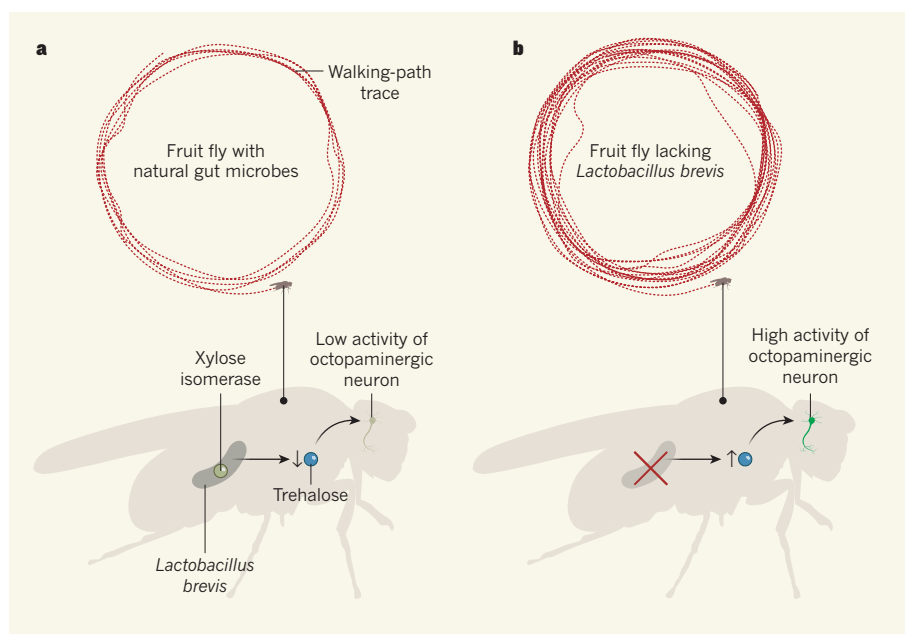 a
Walking-path
trace
Fruit fly with
natural gut microbes
Xylose
isomerase
Low activity of
octopaminergic
neuron
Trehalose
Lactobacillus
brevis
b
Fruit fly lacking
Lactobacillus brevis
High activity of
octopaminergic
neuron